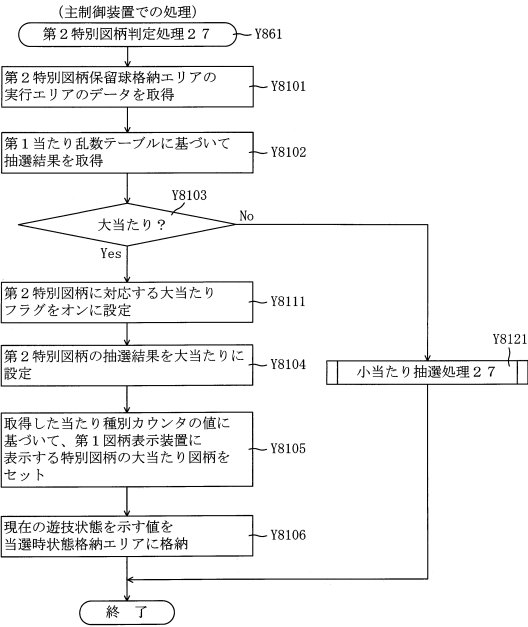 (主制御装置での処理)
第2特別図柄判定処理27
Y861
第2特別図柄保留球格納エリアの
実行エリアのデータを取得
Y8101
第1当たり乱数テーブルに基づいて
抽選結果を取得
Y8102
Y8103
大当たり?
No
Yes
第2特別図柄に対応する大当たり
フラグをオンに設定
Y8111
第2特別図柄の抽選結果を大当たりに
設定
Y8104
Y8121
小当たり抽選処理27
取得した当たり種別カウンタの値に
基づいて、第1図柄表示装置に
表示する特別図柄の大当たり図柄を
セット
Y8105
現在の遊技状態を示す値を
当選時状態格納エリアに格納
Y8106
終 了